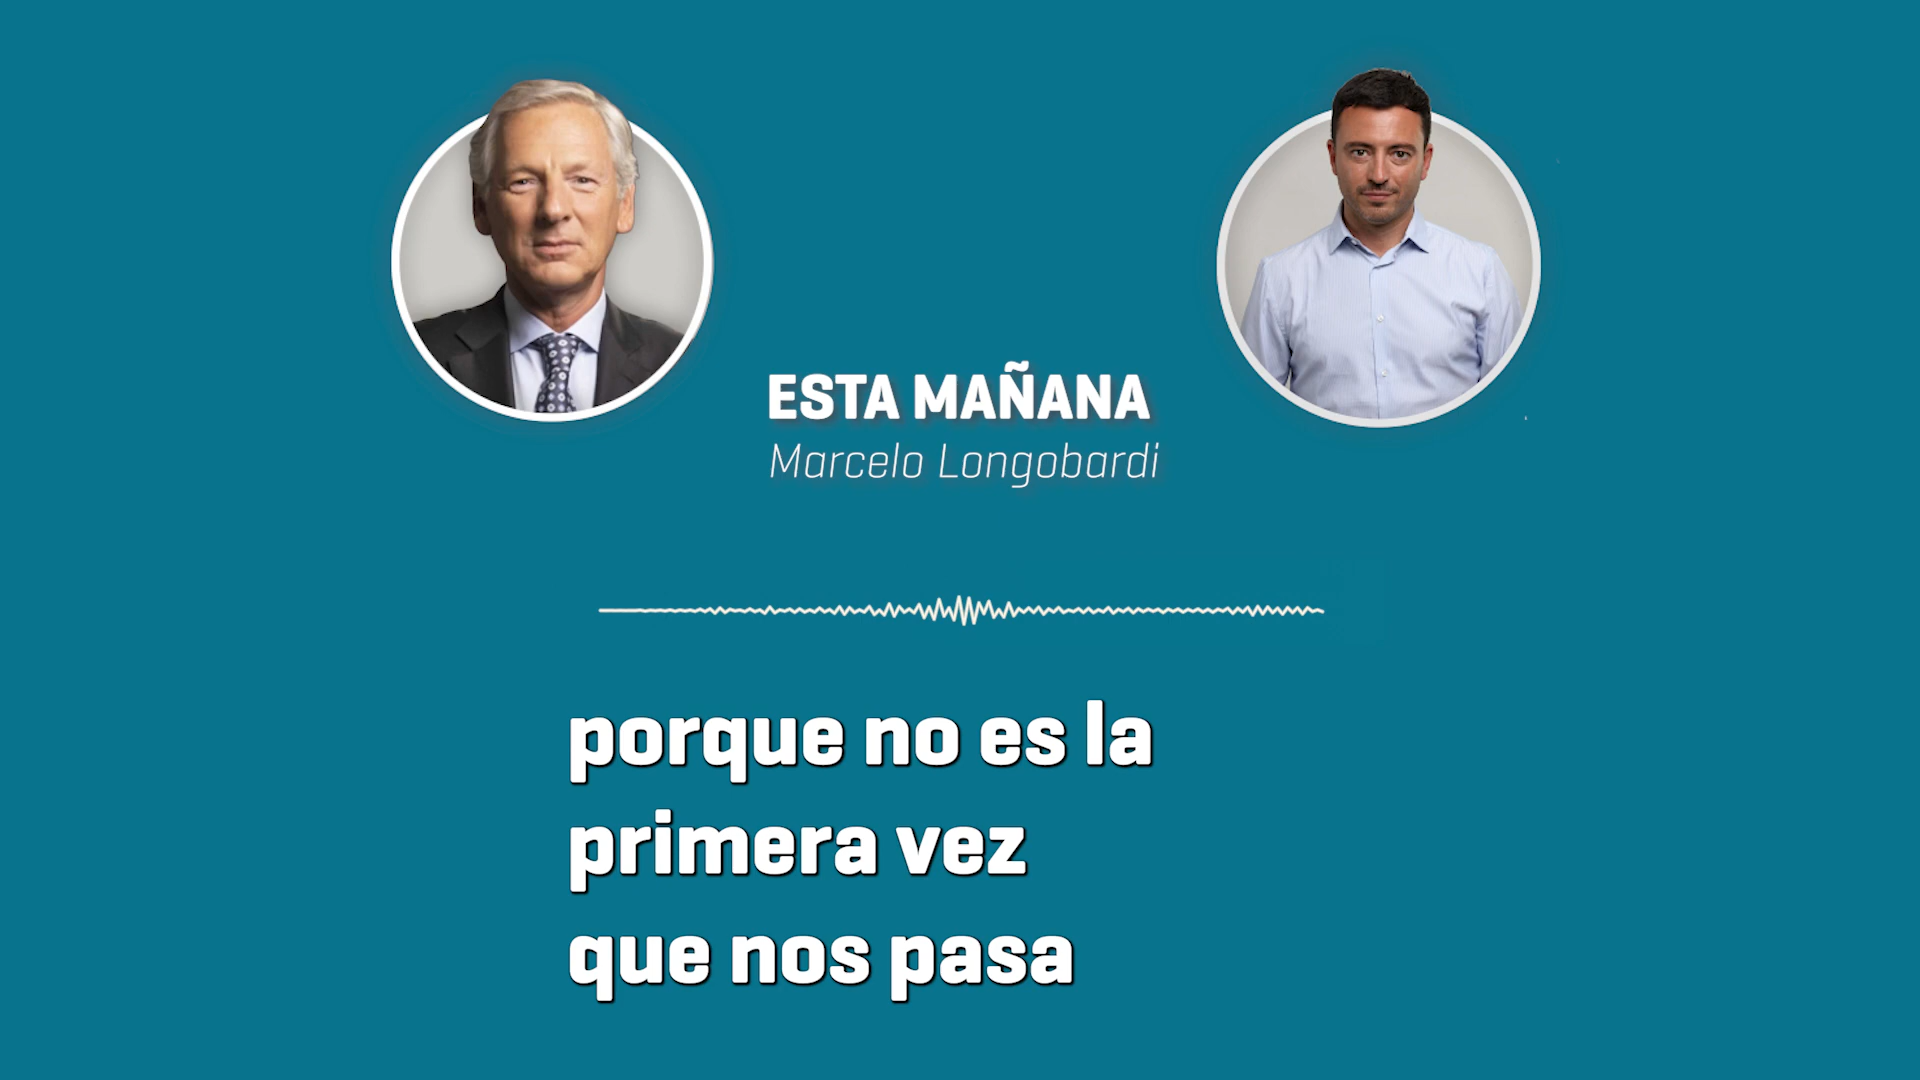 ESTA MAÑANA
Marcelo Longobardi
porque no es la
primera vez
que nos pasa